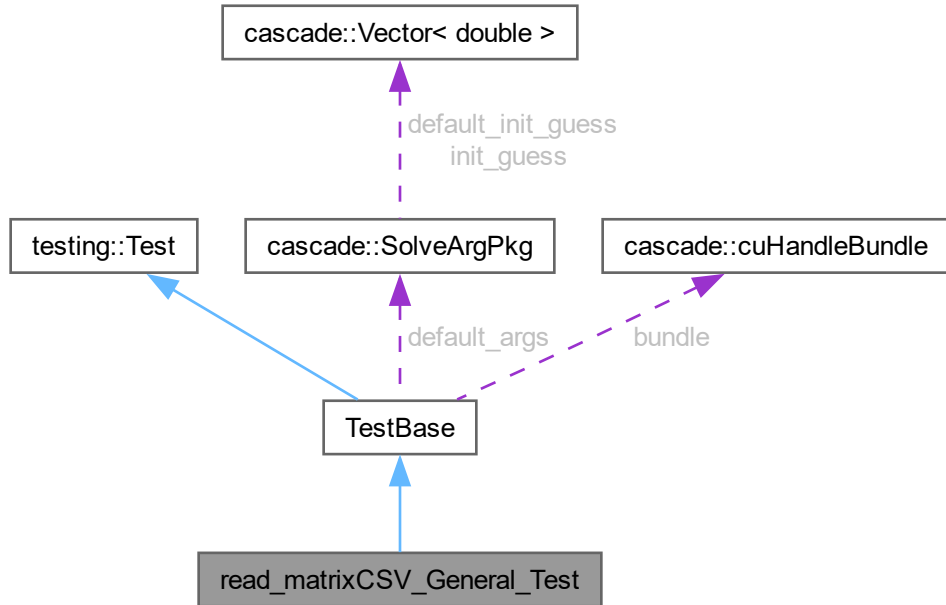 cascade::Vector< double >
default_init_guess
init_guess
testing::Test
cascade::SolveArgPkg
cascade::cuHandleBundle
default_args
bundle
TestBase
read_matrixCSV_General_Test